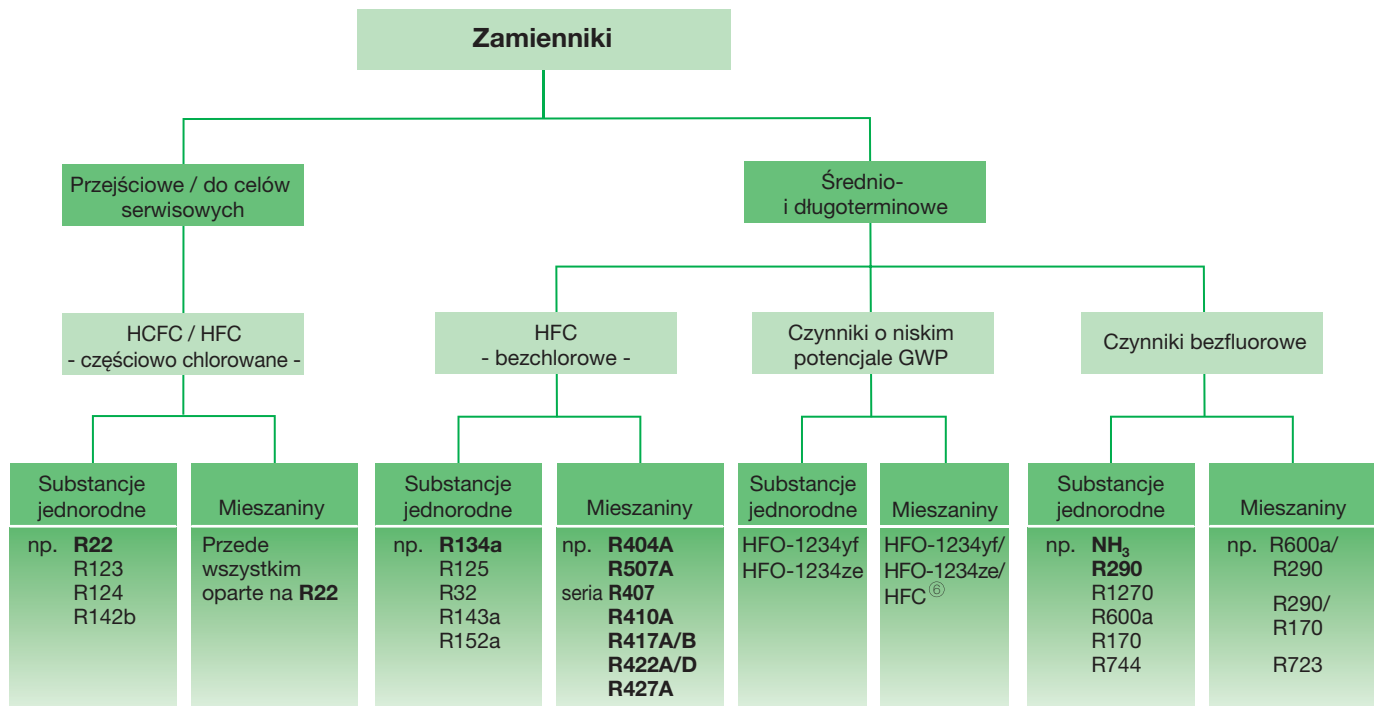 Zamienniki
Przejściowe / do celów
serwisowych
Średnio-
i długoterminowe
HCFC / HFC
- częściowo chlorowane -
HFC
- bezchlorowe -
Czynniki o niskim
potencjale GWP
Czynniki bezfluorowe
Substancje
jednorodne
np. R22
R123
R124
R142b
Mieszaniny
Przede
wszystkim
oparte na R22
Substancje
jednorodne
np. R134a
R125
R32
R143a
R152a
Mieszaniny
np. R404A
R507A
seria R407
R410A
R417A/B
R422A/D
R427A
Substancje
jednorodne
HFO-1234yf
HFO-1234ze
Mieszaniny
HFO-1234yf/
HFO-1234ze/
HFC⑥
Substancje
jednorodne
np. NH₃
R290
R1270
R600a
R170
R744
Mieszaniny
np. R600a/
R290
R290/
R170
R723